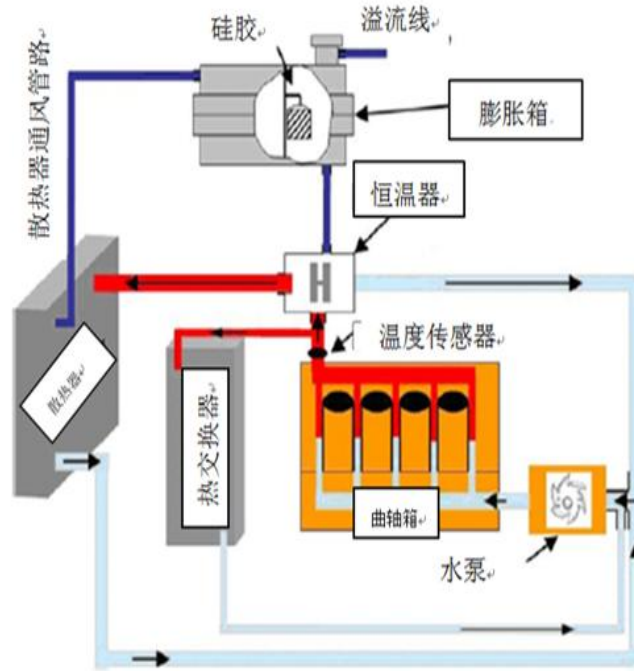 硅胶
溢流线
,
膨胀箱
散热器通风管路
恒温器
温度传感器
散热器
热交换器
曲轴箱
水泵